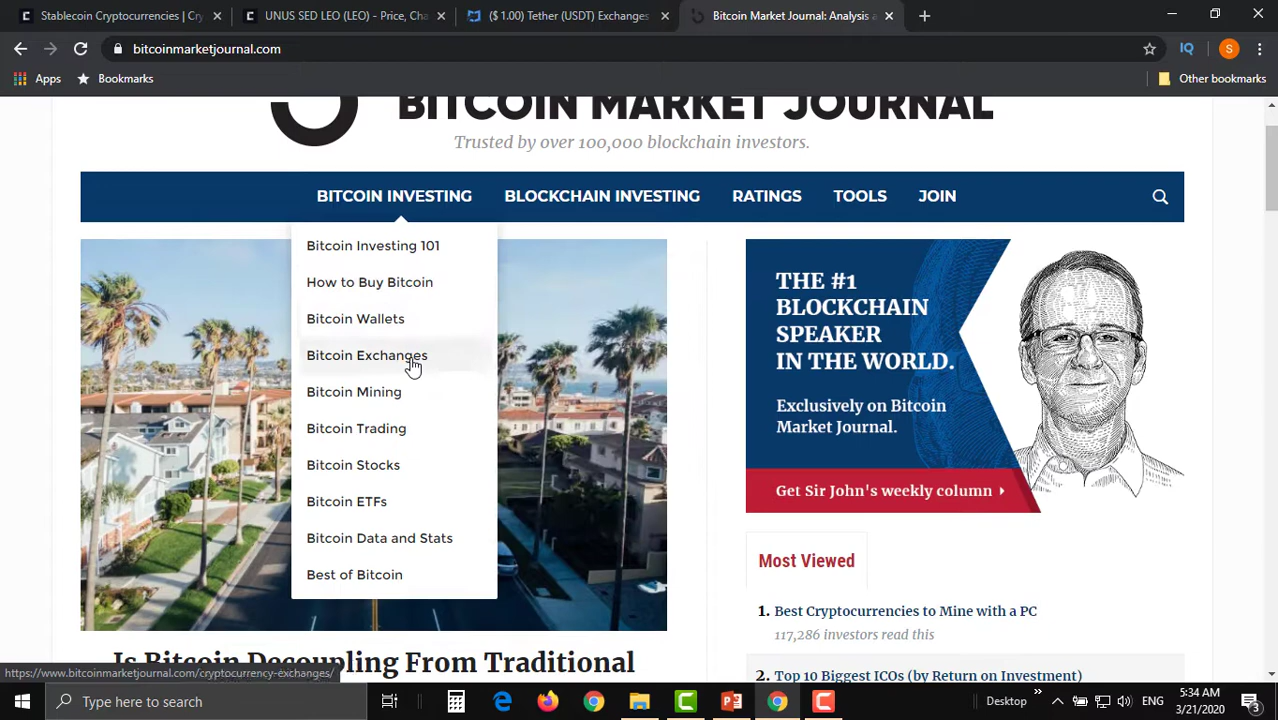 Stablecoin Cryptocurrencies | Cry
UNUS SED LEO (LEO) - Price, Cha
($ 1.00) Tether (USDT) Exchanges
Bitcoin Market Journal: Analysis a
bitcoinmarketjournal.com
IQ
S
Apps
Bookmarks
Other bookmarks
BITCOIN MARKET JOURNAL
Trusted by over 100,000 blockchain investors.
BITCOIN INVESTING
BLOCKCHAIN INVESTING
RATINGS
TOOLS
JOIN
Bitcoin Investing 101
How to Buy Bitcoin
Bitcoin Wallets
Bitcoin Exchanges
Bitcoin Mining
Bitcoin Trading
Bitcoin Stocks
Bitcoin ETFs
Bitcoin Data and Stats
Best of Bitcoin
THE #1
BLOCKCHAIN
SPEAKER
IN THE WORLD.
Exclusively on Bitcoin
Market Journal.
Get Sir John's weekly column
Most Viewed
1. Best Cryptocurrencies to Mine with a PC
117,286 investors read this
2. Top 10 Biggest ICOs (by Return on Investment)
Is Bitcoin Decoupling From Traditional
https://www.bitcoinmarketjournal.com/cryptocurrency-exchanges/
Type here to search
Desktop
ENG
5:34 AM
3/21/2020
3